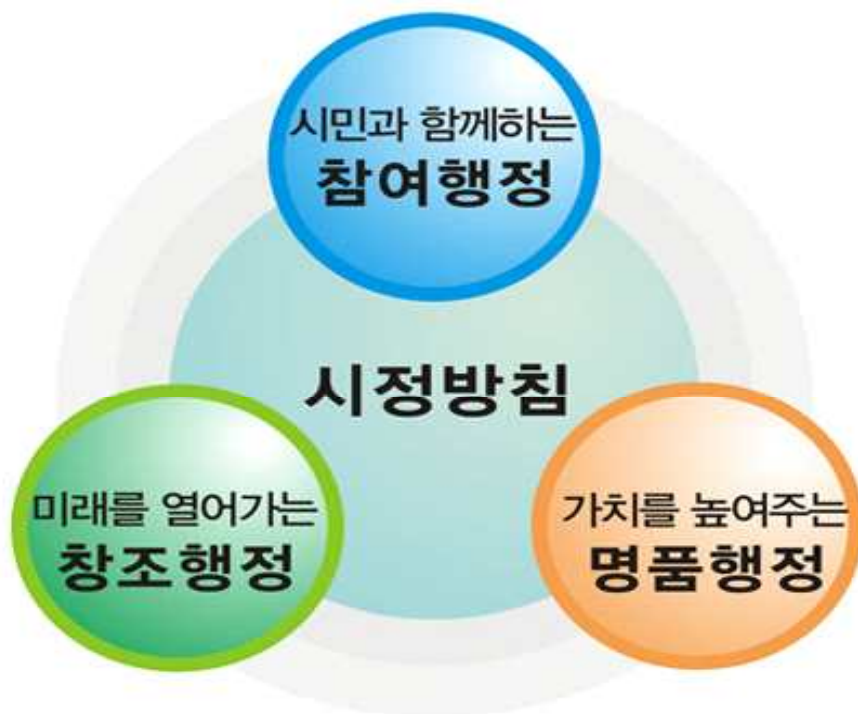 시민과 함께하는
참여행정
시정방침
미래를 열어가는
창조행정
가치를 높여주는
명품행정